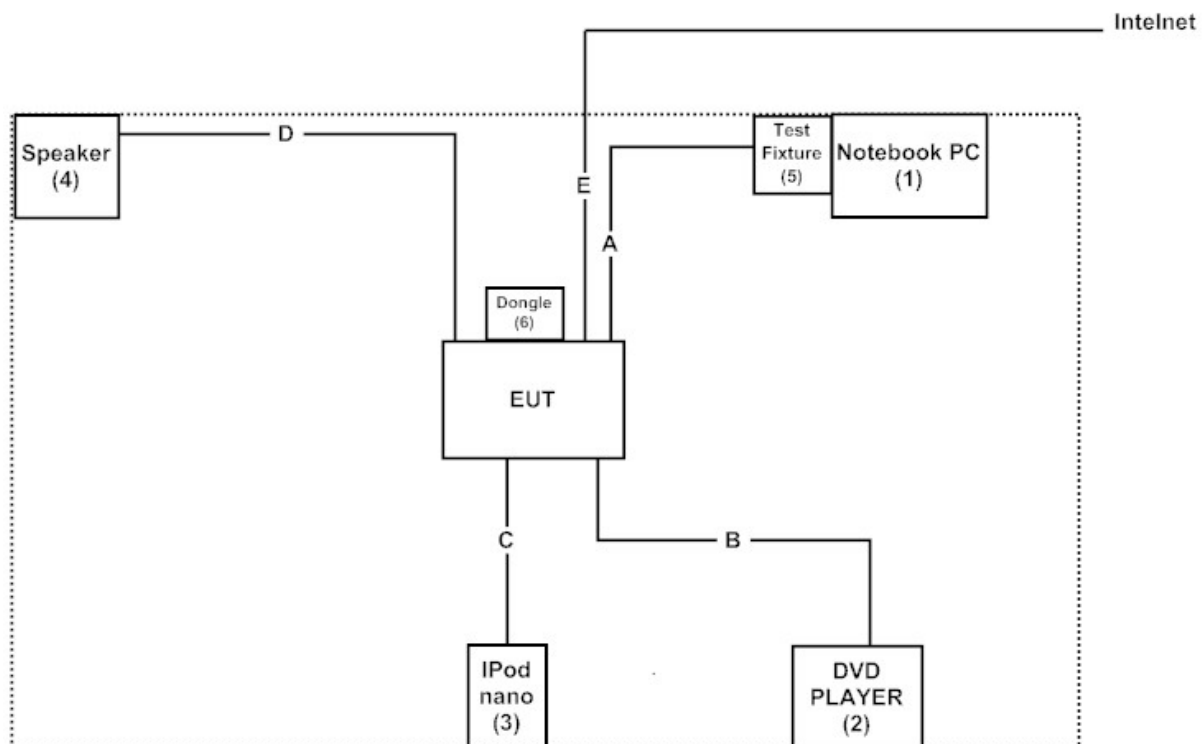 Intelnet
D
Speaker
(4)
Test
Fixture
(5)
Notebook PC
(1)
E
A
Dongle
(6)
EUT
C
B
IPod
nano
(3)
DVD
PLAYER
(2)